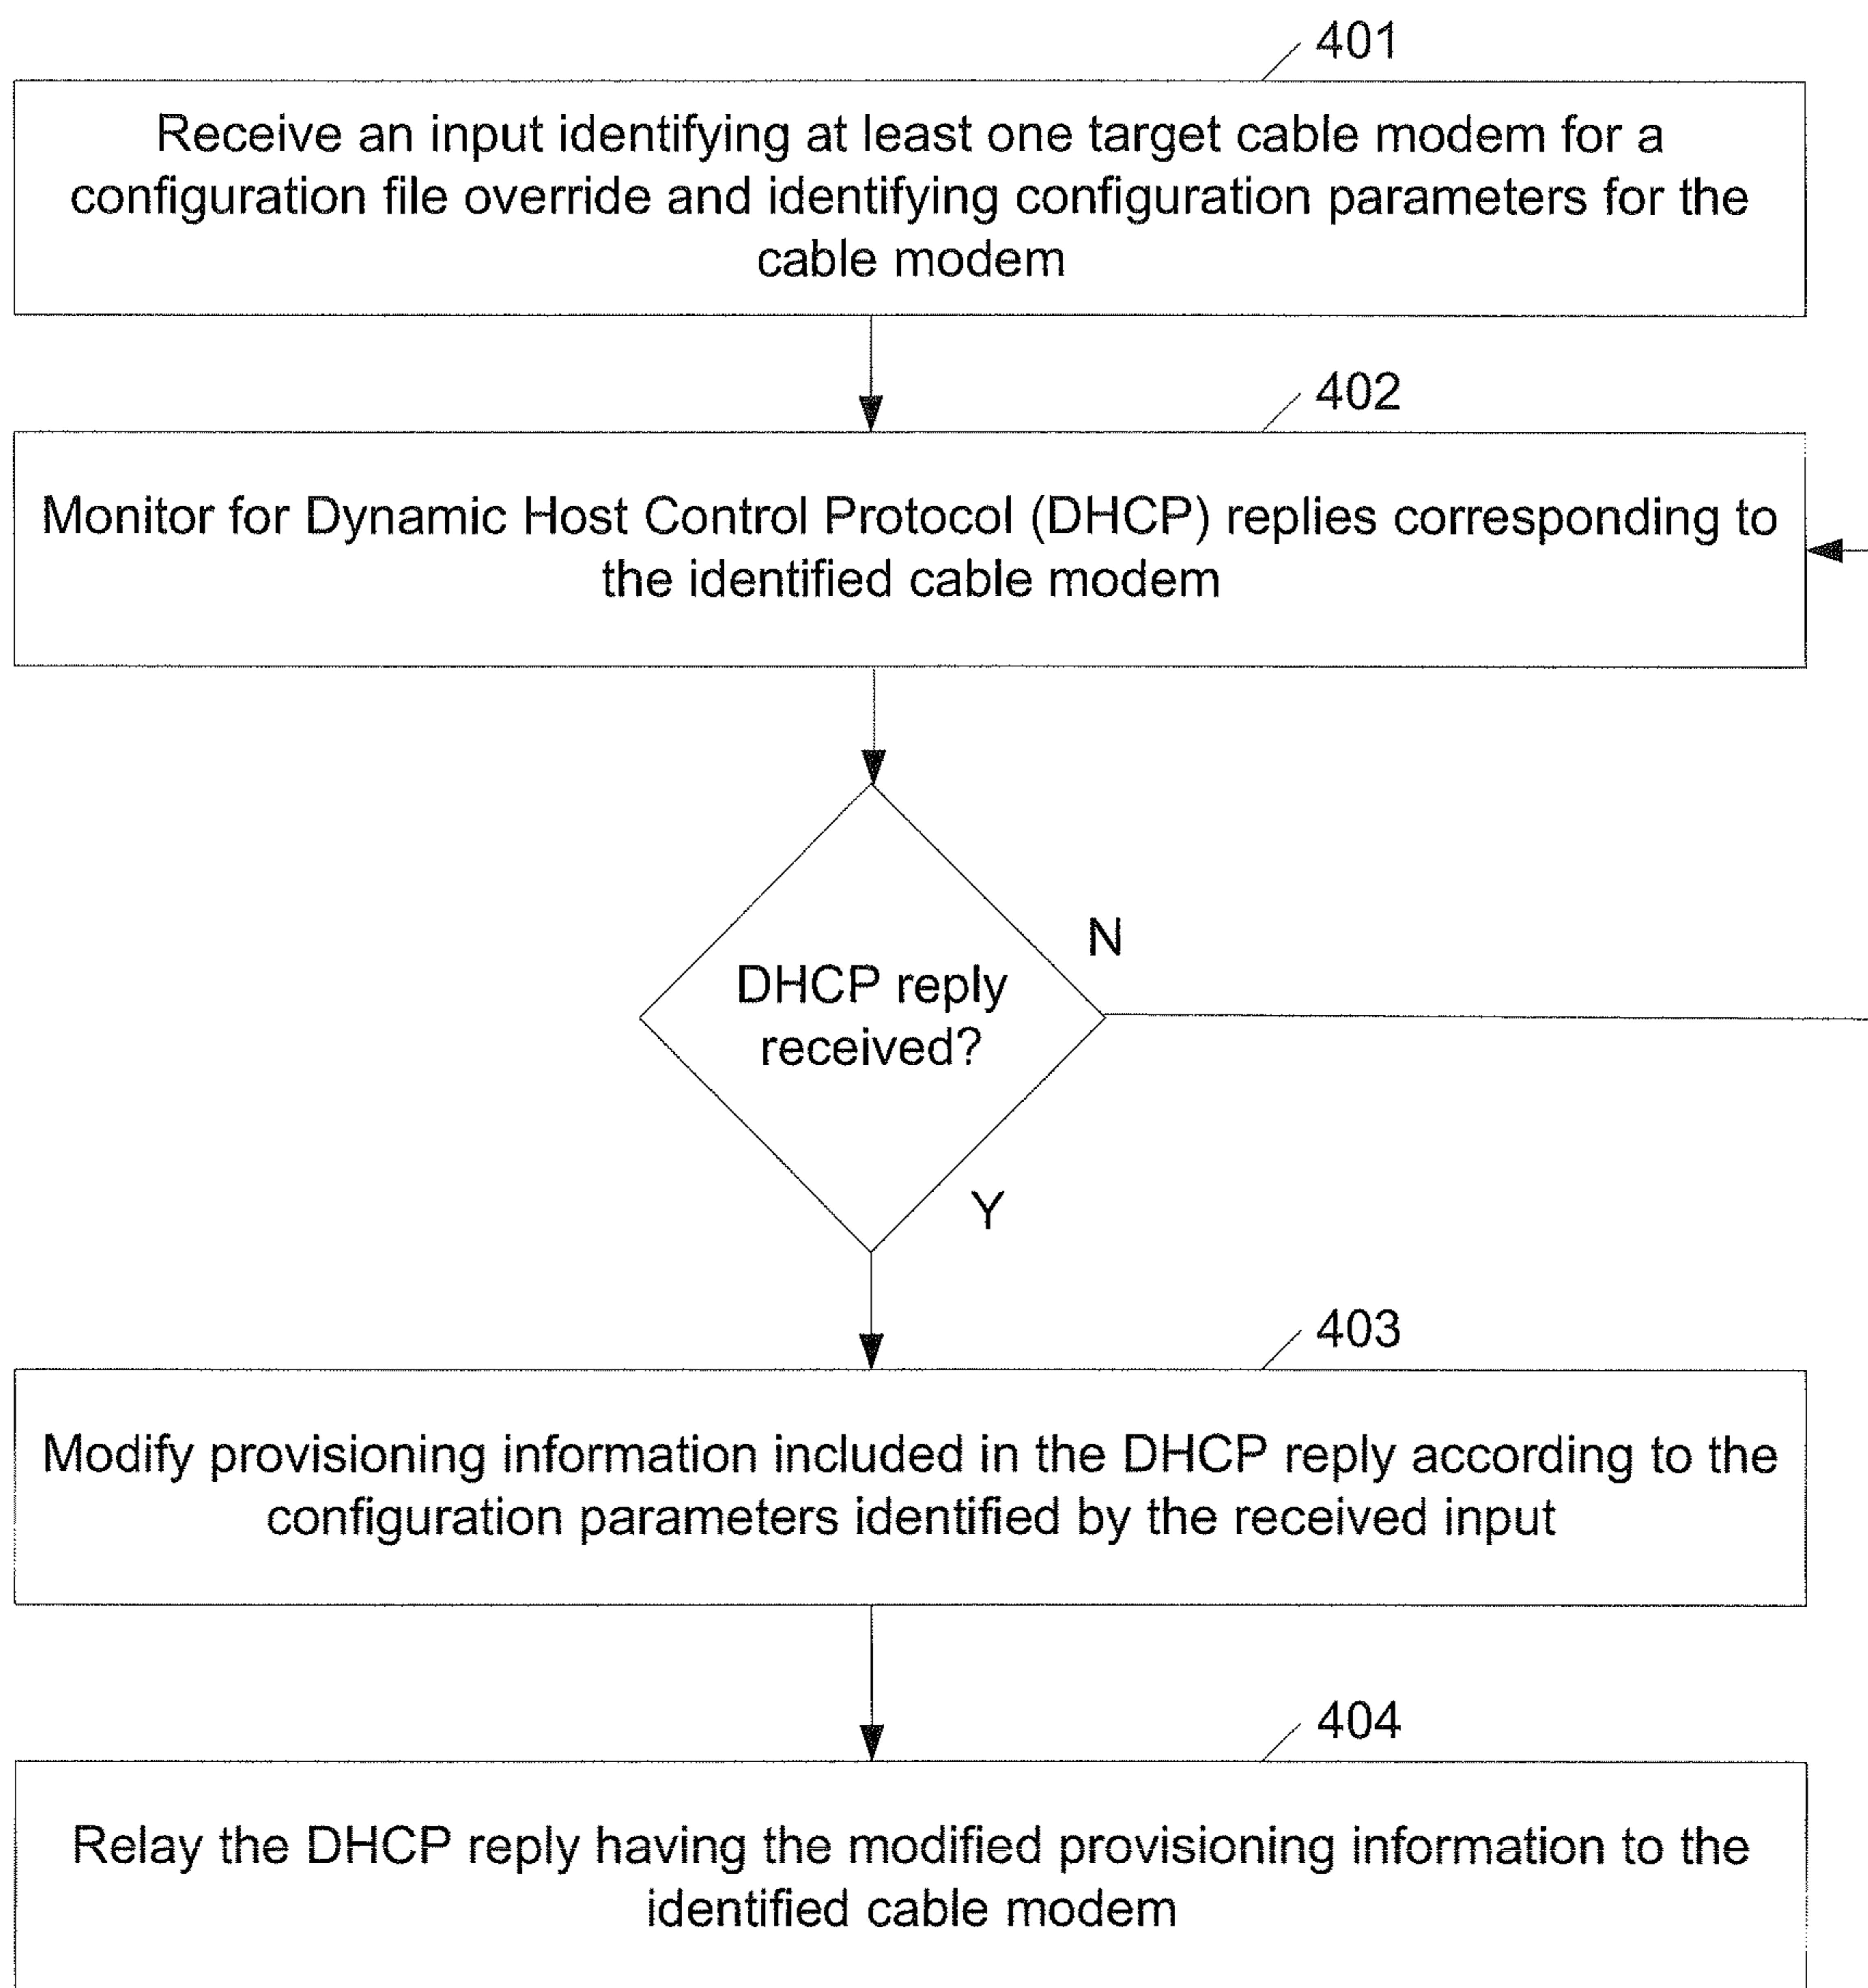 401
Receive an input identifying at least one target cable modem for a
configuration file override and identifying configuration parameters for the
cable modem
402
Monitor for Dynamic Host Control Protocol (DHCP) replies corresponding to
the identified cable modem
N
DHCP reply
received?
Y
403
Modify provisioning information included in the DHCP reply according to the
configuration parameters identified by the received input
404
Relay the DHCP reply having the modified provisioning information to the
identified cable modem